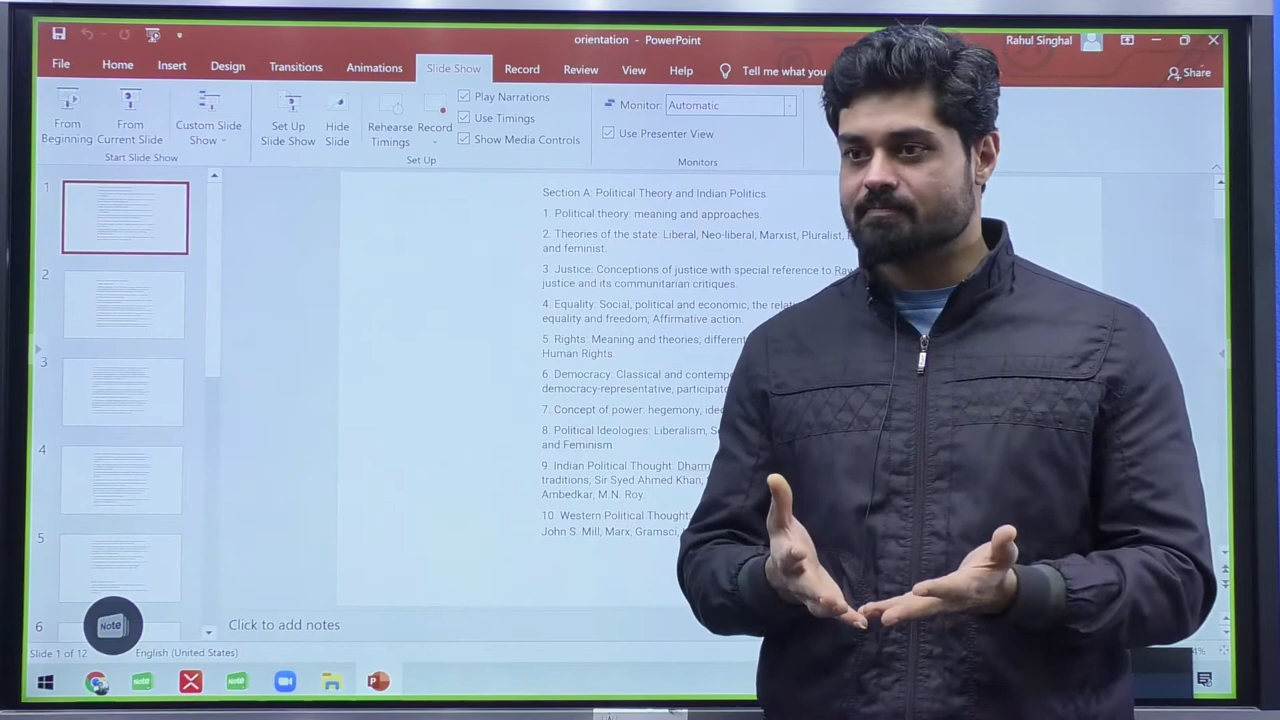 orientation - PowerPoint
Rahul Singhal
File Home Insert Design Transitions Animations Slide Show Record Review View Help Tell me what you
Share
From Beginning
From Current Slide
Custom Slide Show
Start Slide Show
Set Up Slide Show
Hide Slide
Rehearse Timings
Record
Play Narrations
Use Timings
Show Media Controls
Set Up
Monitor: Automatic
Use Presenter View
Monitors
1
2
3
4
5
6
Section A: Political Theory and Indian Politics
1. Political theory: meaning and approaches.
2. Theories of the state: Liberal, Neo-liberal, Marxist, Pluralist,
and feminist.
3. Justice: Conceptions of justice with special reference to
justice and its communitarian critiques.
4. Equality: Social, political and economic, the
equality and freedom; Affirmative action.
5. Rights: Meaning and theories;
Human Rights.
6. Democracy: Classical and
democracy-representative,
7. Concept of power: hegemony,
8. Political Ideologies: Liberalism,
and Feminism
9. Indian Political Thought:
traditions; Sir Syed Ahmed Khan,
Ambedkar, M.N. Roy.
10. Western Political Thought:
John S. Mill, Marx, Gramsci,
Click to add notes
Note
Slide 1 of 12 English (United States)
Note
Note